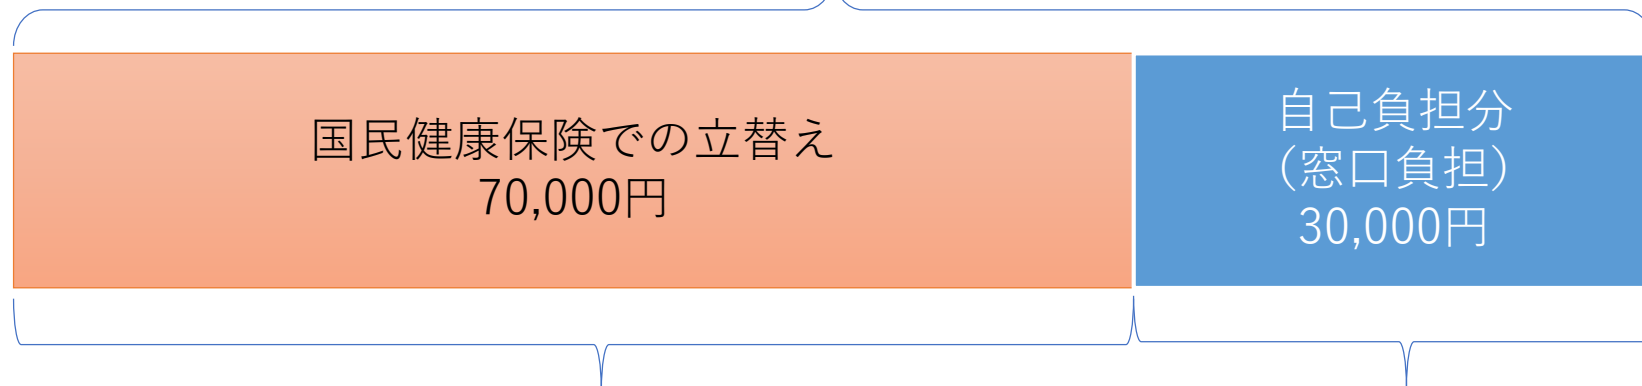 国民健康保険での立替え
70,000円
自己負担分
(窓口負担)
30,000円